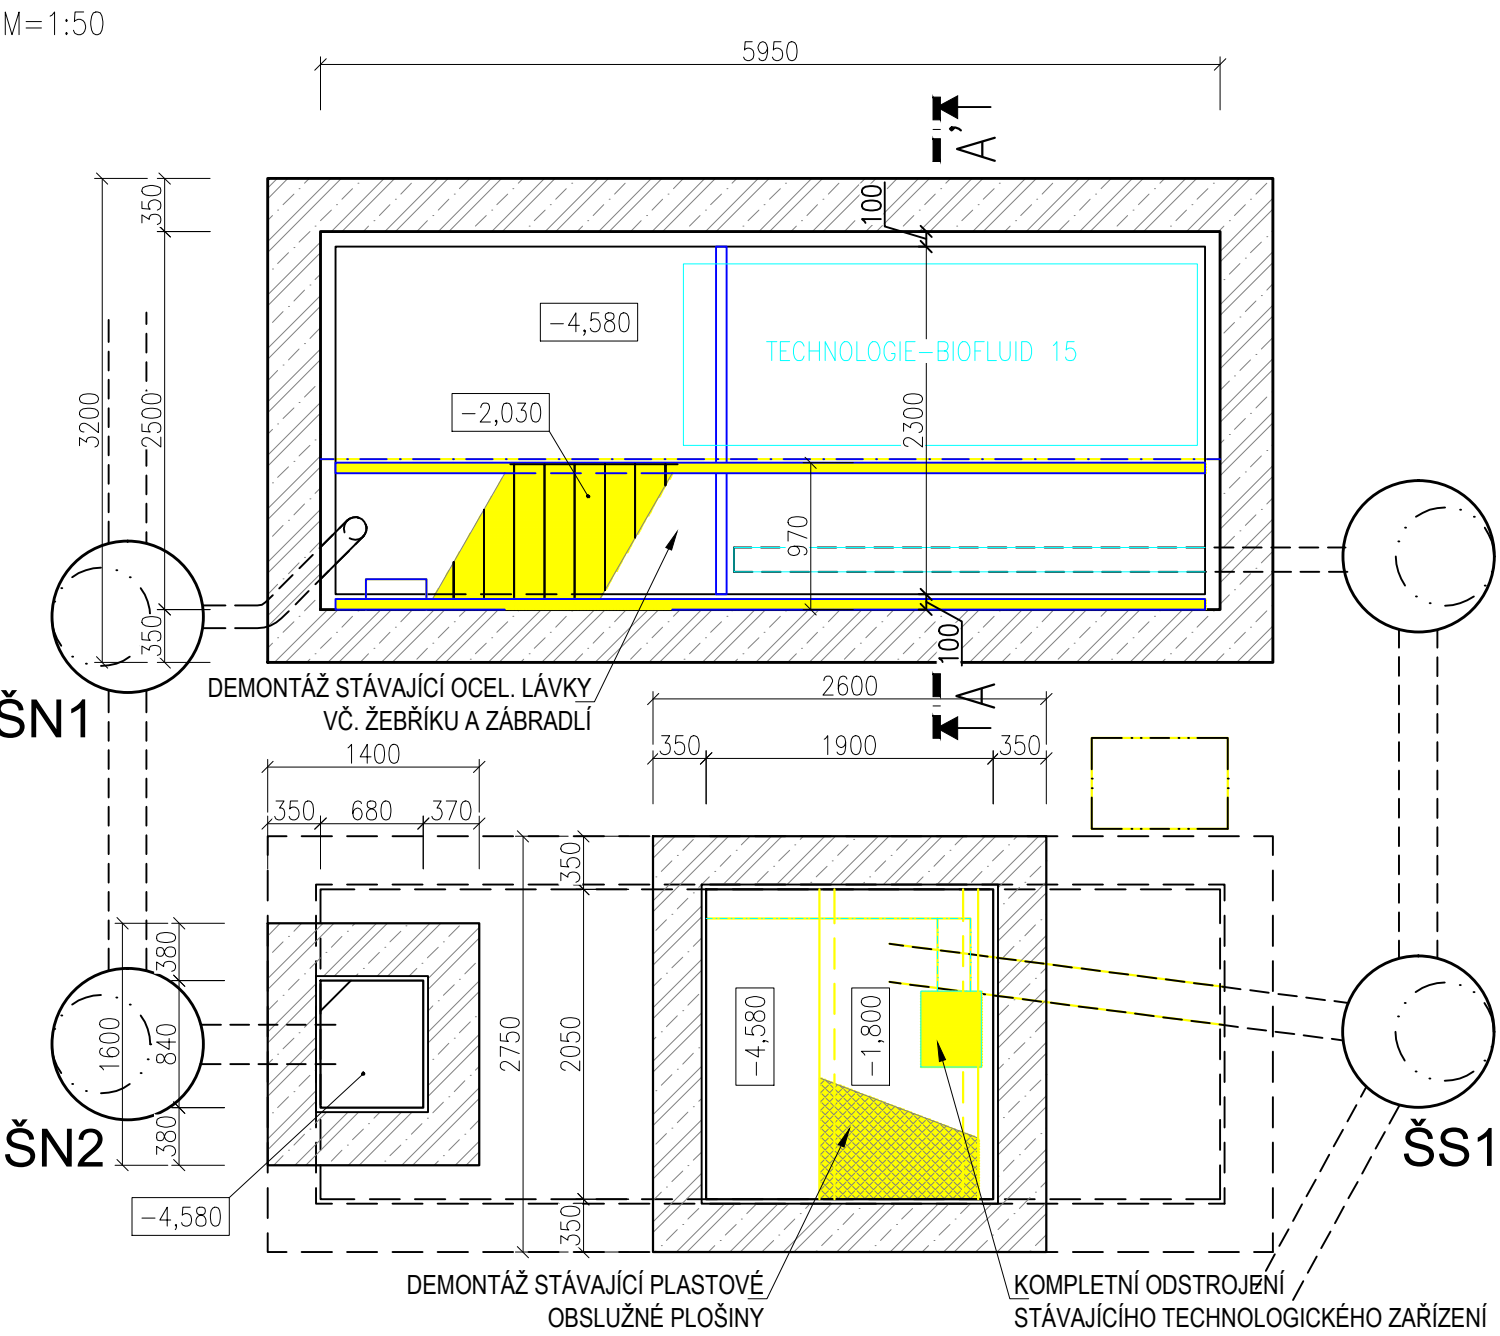 M=1:50
5950
A'
350
100
-4,580
TECHNOLOGIE-BIOFLUID 15
-2,030
3200
2500
2300
970
350
100
A
ŠN1
DEMONTÁŽ STÁVAJÍCÍ OCEL. LÁVKY
VČ. ŽEBŘÍKU A ZÁBRADLÍ
2600
350 1900 350
1400
350 680 370
350
380
1600
840
2750
2050
-4,580
-1,800
380
ŠN2
ŠS1
-4,580
350
DEMONTÁŽ STÁVAJÍCÍ PLASTOVÉ
OBSLUŽNÉ PLOŠINY
KOMPLETNÍ ODSTROJENÍ
STÁVAJÍCÍHO TECHNOLOGICKÉHO ZAŘÍZENÍ